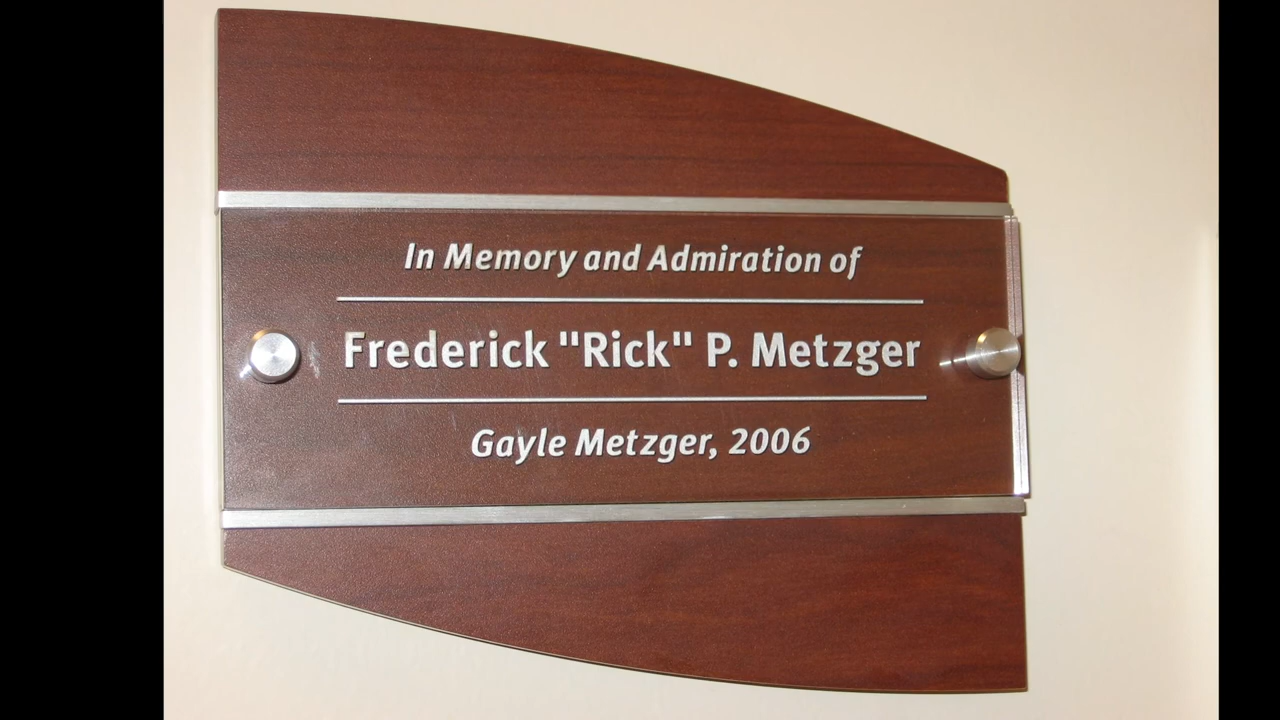 In Memory and Admiration of
Frederick "Rick" P. Metzger
Gayle Metzger, 2006